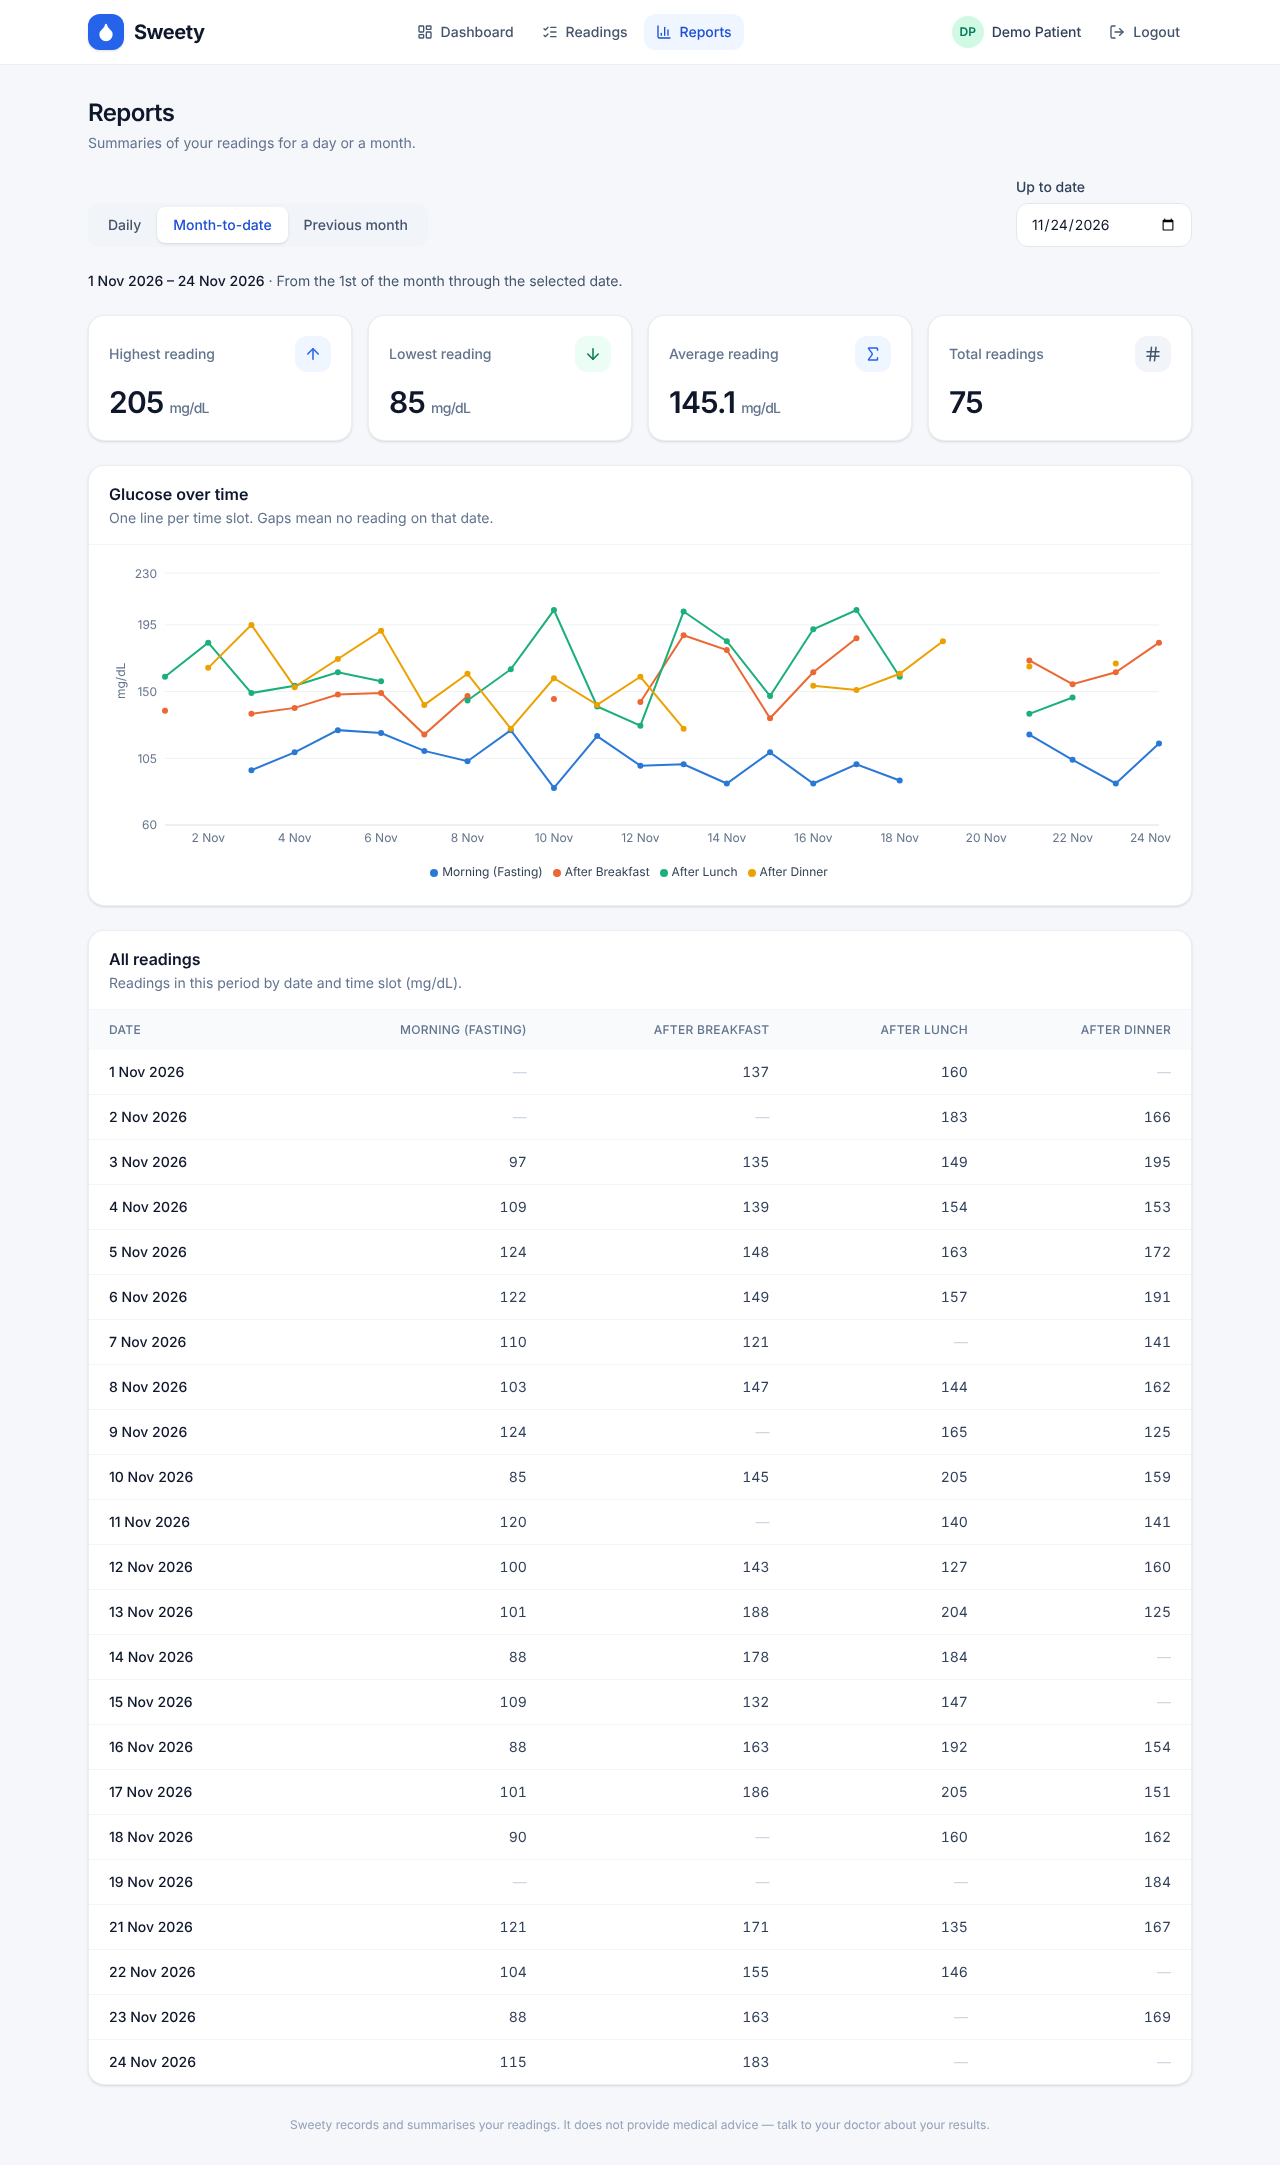 Sweety
Dashboard
Readings
Reports
DP
Demo Patient
Logout
Reports
Summaries of your readings for a day or a month.
Up to date
Daily
Month-to-date
Previous month
11/24/2026
1 Nov 2026 – 24 Nov 2026 · From the 1st of the month through the selected date.
Highest reading
205 mg/dL
Lowest reading
85 mg/dL
Average reading
145.1 mg/dL
Total readings
75
Glucose over time
One line per time slot. Gaps mean no reading on that date.
mg/dL
230
195
150
105
60
2 Nov 4 Nov 6 Nov 8 Nov 10 Nov 12 Nov 14 Nov 16 Nov 18 Nov 20 Nov 22 Nov 24 Nov
Morning (Fasting) After Breakfast After Lunch After Dinner
All readings
Readings in this period by date and time slot (mg/dL).
DATE MORNING (FASTING) AFTER BREAKFAST AFTER LUNCH AFTER DINNER
1 Nov 2026 — 137 160 —
2 Nov 2026 — — 183 166
3 Nov 2026 97 135 149 195
4 Nov 2026 109 139 154 153
5 Nov 2026 124 148 163 172
6 Nov 2026 122 149 157 191
7 Nov 2026 110 121 — 141
8 Nov 2026 103 147 144 162
9 Nov 2026 124 — 165 125
10 Nov 2026 85 145 205 159
11 Nov 2026 120 — 140 141
12 Nov 2026 100 143 127 160
13 Nov 2026 101 188 204 125
14 Nov 2026 88 178 184 —
15 Nov 2026 109 132 147 —
16 Nov 2026 88 163 192 154
17 Nov 2026 101 186 205 151
18 Nov 2026 90 — 160 162
19 Nov 2026 — — — 184
21 Nov 2026 121 171 135 167
22 Nov 2026 104 155 146 —
23 Nov 2026 88 163 — 169
24 Nov 2026 115 183 — —
Sweety records and summarises your readings. It does not provide medical advice — talk to your doctor about your results.